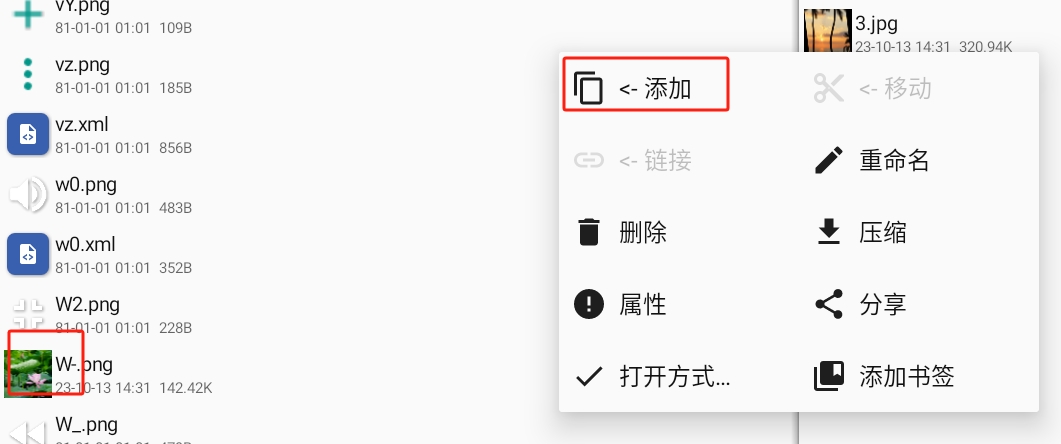 vY.png
81-01-01 01:01 109B
vz.png
81-01-01 01:01 185B
vz.xml
81-01-01 01:01 856B
w0.png
81-01-01 01:01 483B
w0.xml
81-01-01 01:01 352B
W2.png
81-01-01 01:01 228B
W-.png
23-10-13 14:31 142.42K
W_.png
3.jpg
23-10-13 14:31 320.94K
<- 添加
<- 移动
<- 链接
重命名
删除
压缩
属性
分享
打开方式...
添加书签